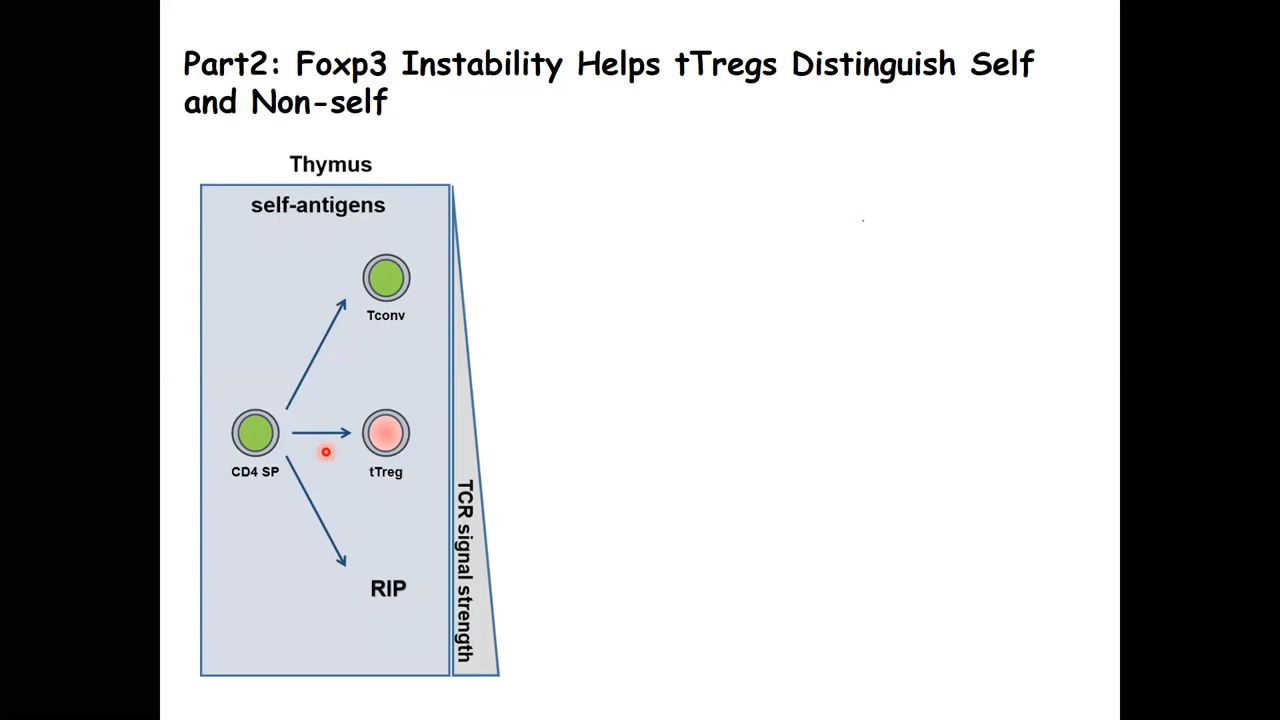 Part2: Foxp3 Instability Helps tTregs Distinguish Self
and Non-self
Thymus
self-antigens
Tconv
CD4 SP
tTreg
RIP
TCR signal strength